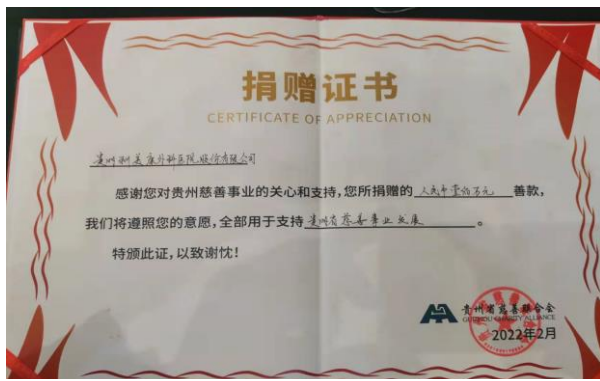 捐赠证书
CERTIFICATE OF APPRECIATION
贵州利美康外科医院股份有限公司
感谢您对贵州慈善事业的关心和支持,您所捐赠的 人民币壹佰万元 善款,
我们将遵照您的意愿,全部用于支持 贵州省慈善事业发展 。
特颁此证,以致谢忱!
贵州省慈善联合会
GUIZHOU CHARITY ALLIANCE
2022年2月